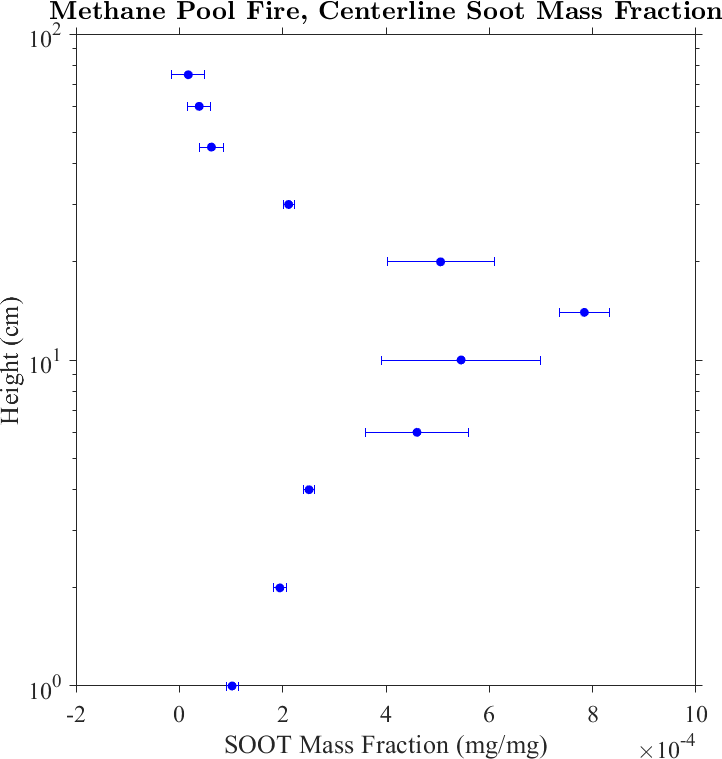 Methane Pool Fire, Centerline Soot Mass Fraction
10^2
10^1
10^0
Height (cm)
-2 0 2 4 6 8 10
SOOT Mass Fraction (mg/mg)
×10^-4